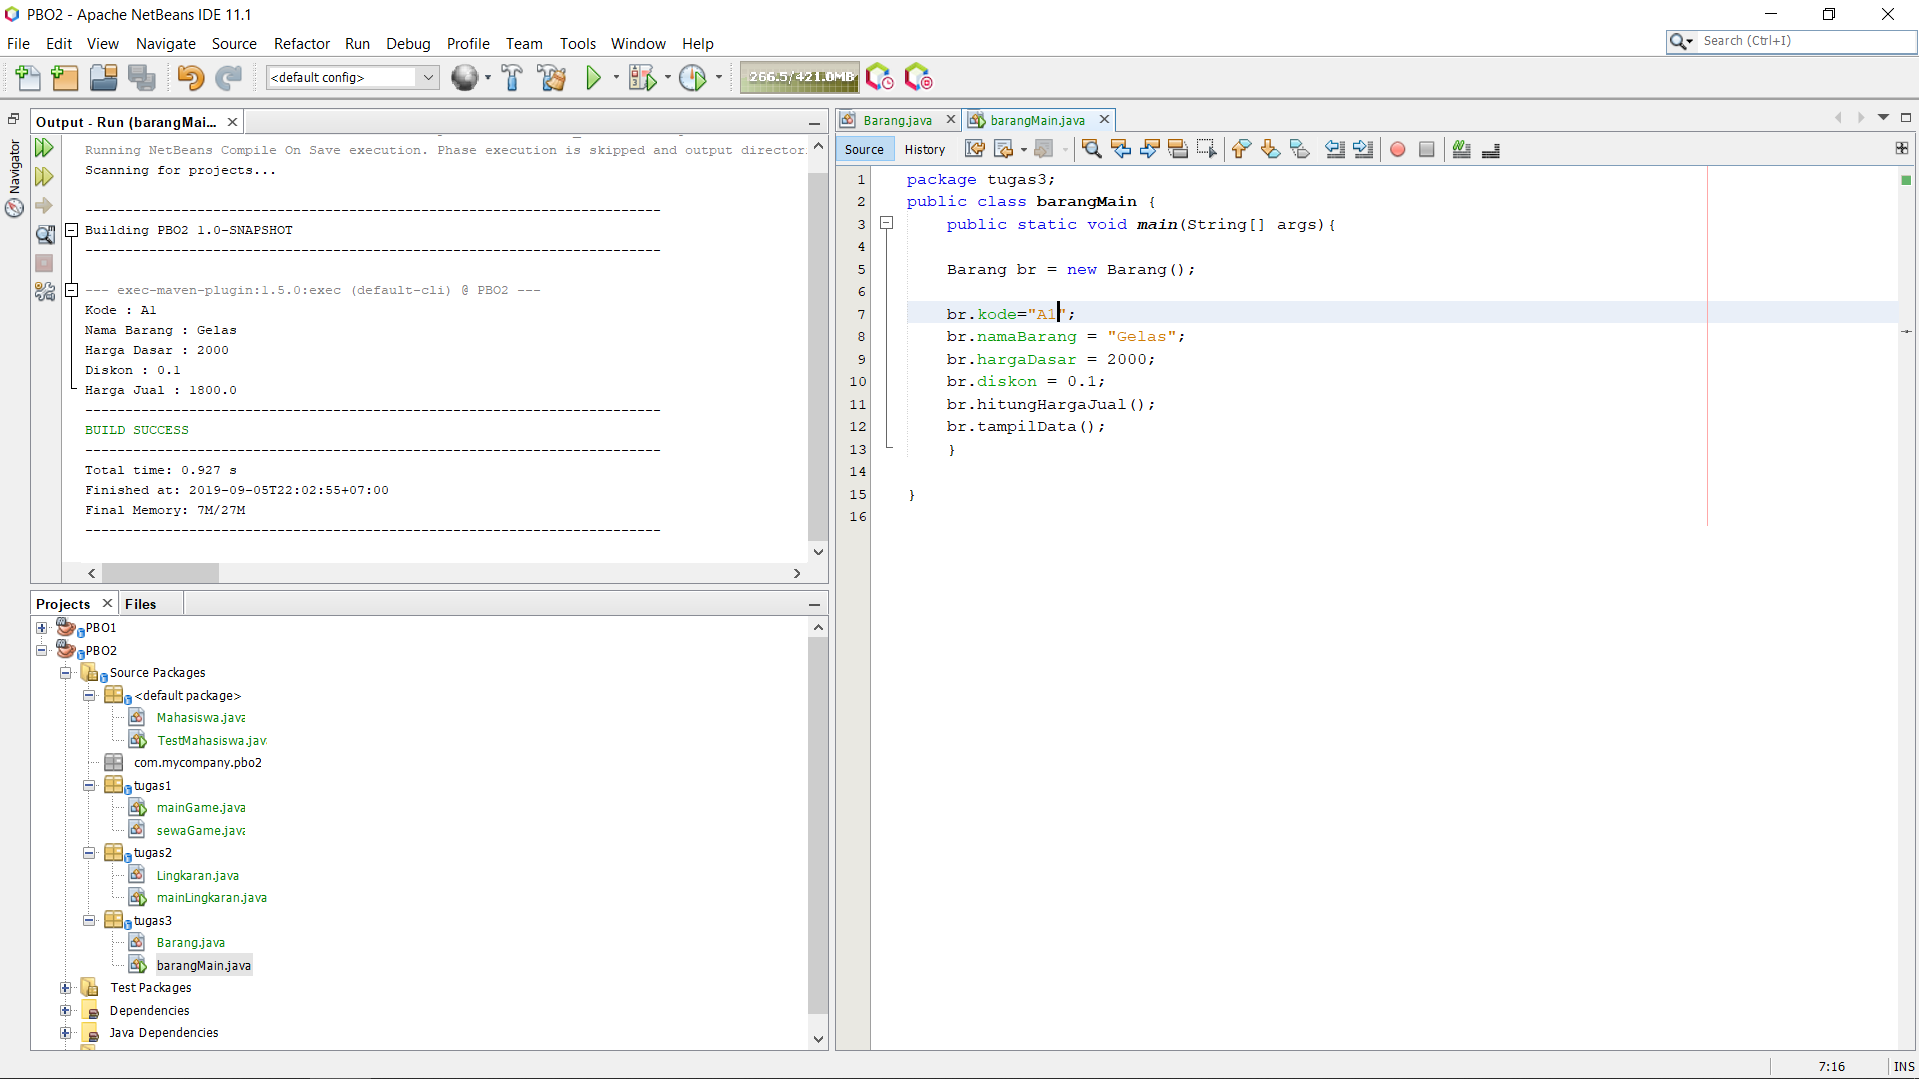 PBO2 - Apache NetBeans IDE 11.1
File Edit View Navigate Source Refactor Run Debug Profile Team Tools Window Help
Search (Ctrl+I)
<default config>
266.5/421.0MB
Output - Run (barangMai...
Navigator
Running NetBeans Compile On Save execution. Phase execution is skipped and output director
Scanning for projects...
------------------------------------------------------------------------
Building PBO2 1.0-SNAPSHOT
------------------------------------------------------------------------
--- exec-maven-plugin:1.5.0:exec (default-cli) @ PBO2 ---
Kode : A1
Nama Barang : Gelas
Harga Dasar : 2000
Diskon : 0.1
Harga Jual : 1800.0
------------------------------------------------------------------------
BUILD SUCCESS
------------------------------------------------------------------------
Total time: 0.927 s
Finished at: 2019-09-05T22:02:55+07:00
Final Memory: 7M/27M
------------------------------------------------------------------------
Projects Files
PBO1
PBO2
Source Packages
<default package>
Mahasiswa.java
TestMahasiswa.jav
com.mycompany.pbo2
tugas1
mainGame.java
sewaGame.java
tugas2
Lingkaran.java
mainLingkaran.java
tugas3
Barang.java
barangMain.java
Test Packages
Dependencies
Java Dependencies
Barang.java barangMain.java
Source History
1 package tugas3;
2 public class barangMain {
3 public static void main(String[] args){
4
5 Barang br = new Barang();
6
7 br.kode="A1";
8 br.namaBarang = "Gelas";
9 br.hargaDasar = 2000;
10 br.diskon = 0.1;
11 br.hitungHargaJual();
12 br.tampilData();
13 }
14
15 }
16
7:16 INS